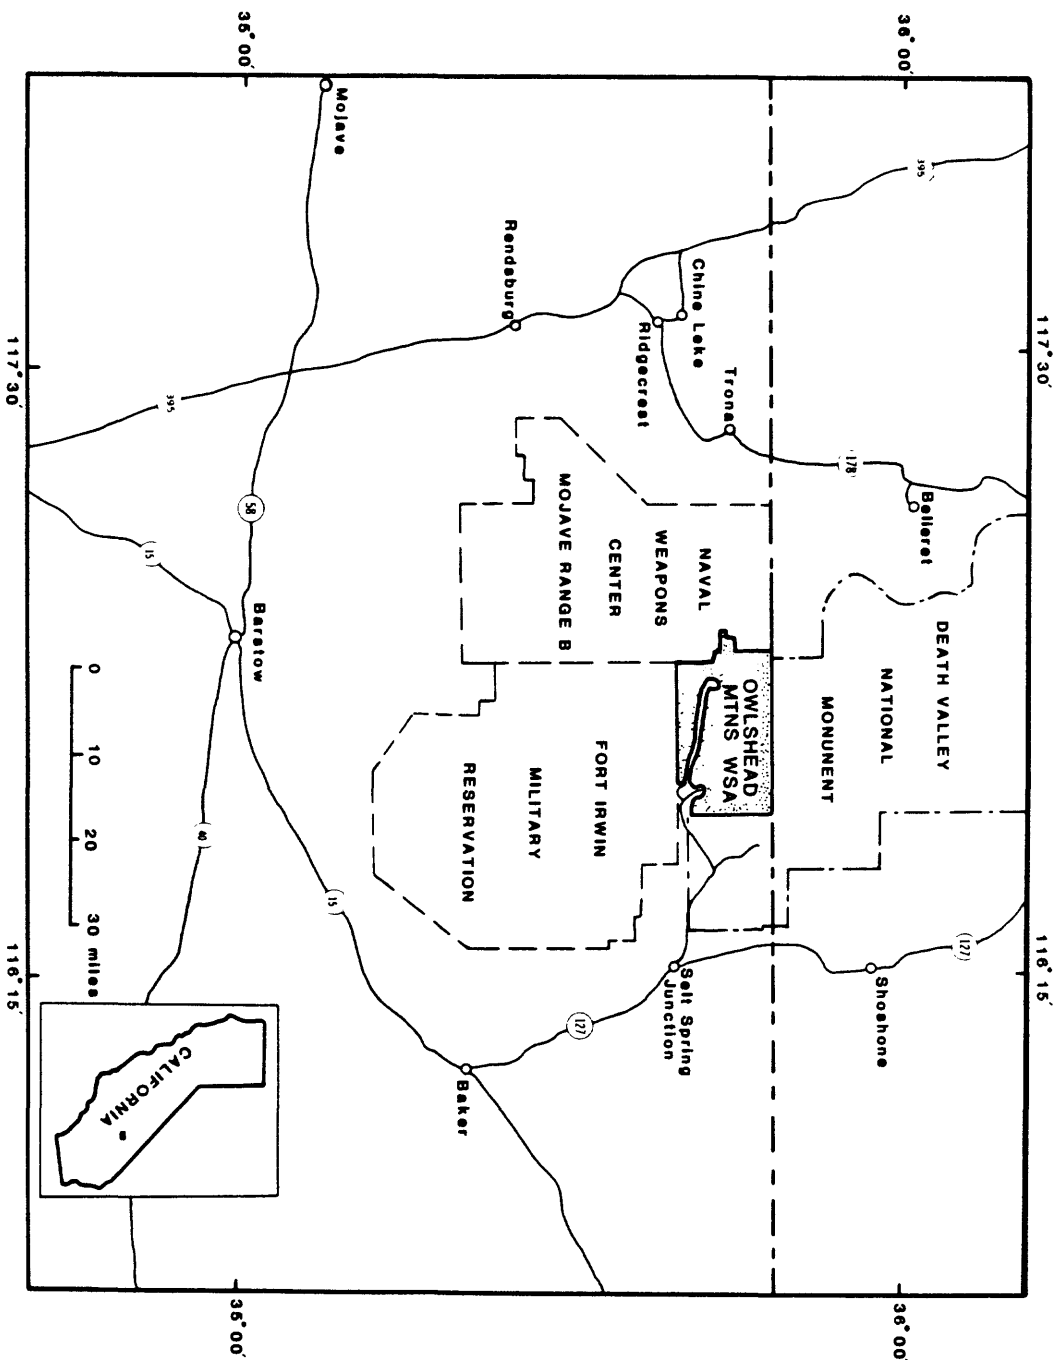 117° 30'
116° 15'
36° 00'
36° 00'
395
178
Ballarat
DEATH VALLEY
NATIONAL
MONUNENT
127
Shoshone
Trona
China Lake
Ridgecrest
OWLSHEAD
MTNS WSA
NAVAL
WEAPONS
CENTER
MOJAVE RANGE B
Salt Spring
Junction
FORT IRWIN
MILITARY
RESERVATION
127
Randsburg
Baker
Mojave
15
58
Barstow
35° 00'
35° 00'
40
395
15
0 10 20 30 miles
CALIFORNIA
117° 30'
116° 15'